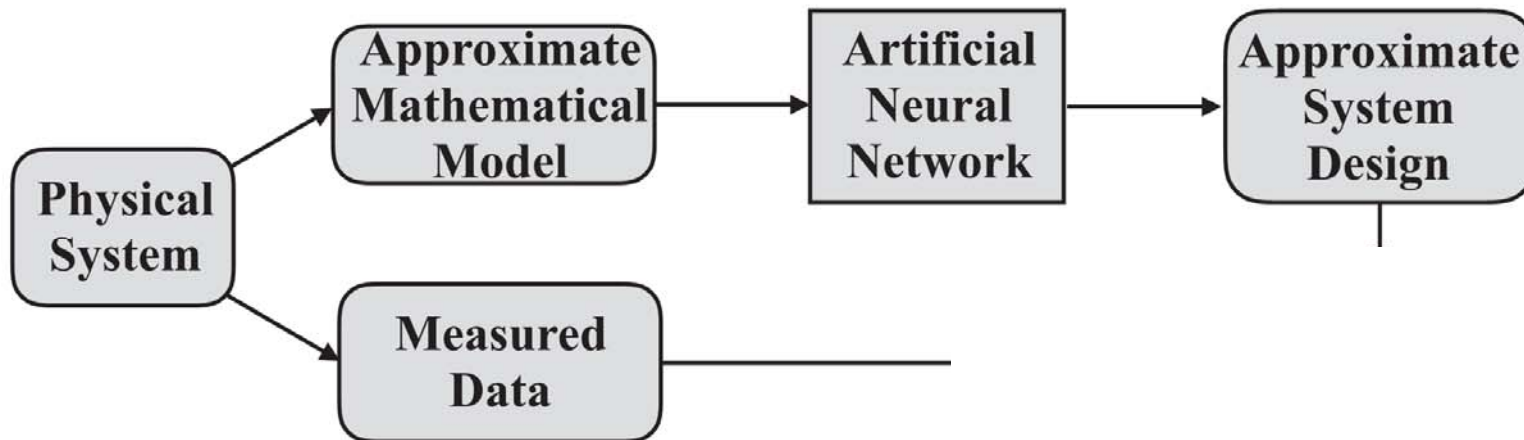 Physical
System
Approximate
Mathematical
Model
Artificial
Neural
Network
Approximate
System
Design
Measured
Data